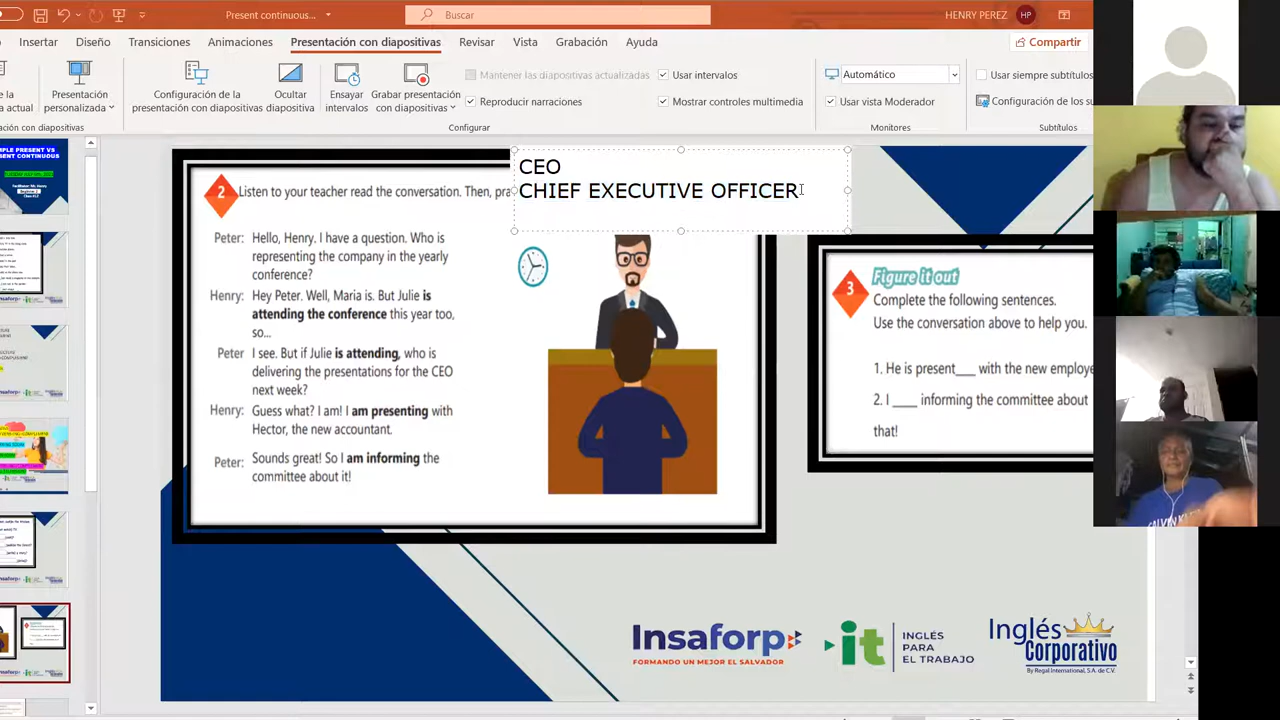 Present continuous...
Buscar
HENRY PEREZ
HP
Insertar
Diseño
Transiciones
Animaciones
Presentación con diapositivas
Revisar
Vista
Grabación
Ayuda
Compartir
Presentación personalizada
Configuración de la presentación con diapositivas
Ocultar diapositiva
Ensayar intervalos
Grabar presentación con diapositivas
Mantener las diapositivas actualizadas
Reproducir narraciones
Usar intervalos
Mostrar controles multimedia
Configurar
Automático
Usar vista Moderador
Monitores
Usar siempre subtítulos
Configuración de los su
Subtítulos
CEO
CHIEF EXECUTIVE OFFICER
2
Listen to your teacher read the conversation. Then, pra
Peter: Hello, Henry. I have a question. Who is
representing the company in the yearly
conference?
Henry: Hey Peter. Well, Maria is. But Julie is
attending the conference this year too,
so...
Peter I see. But if Julie is attending, who is
delivering the presentations for the CEO
next week?
Henry: Guess what? I am! I am presenting with
Hector, the new accountant.
Peter: Sounds great! So I am informing the
committee about it!
3
Figure it out
Complete the following sentences.
Use the conversation above to help you.
1. He is present___ with the new employe
2. I ____ informing the committee about
that!
Insaforp
FORMANDO UN MEJOR EL SALVADOR
it
INGLÉS
PARA
EL TRABAJO
Inglés
Corporativo
By Regal International, S.A. de C.V.